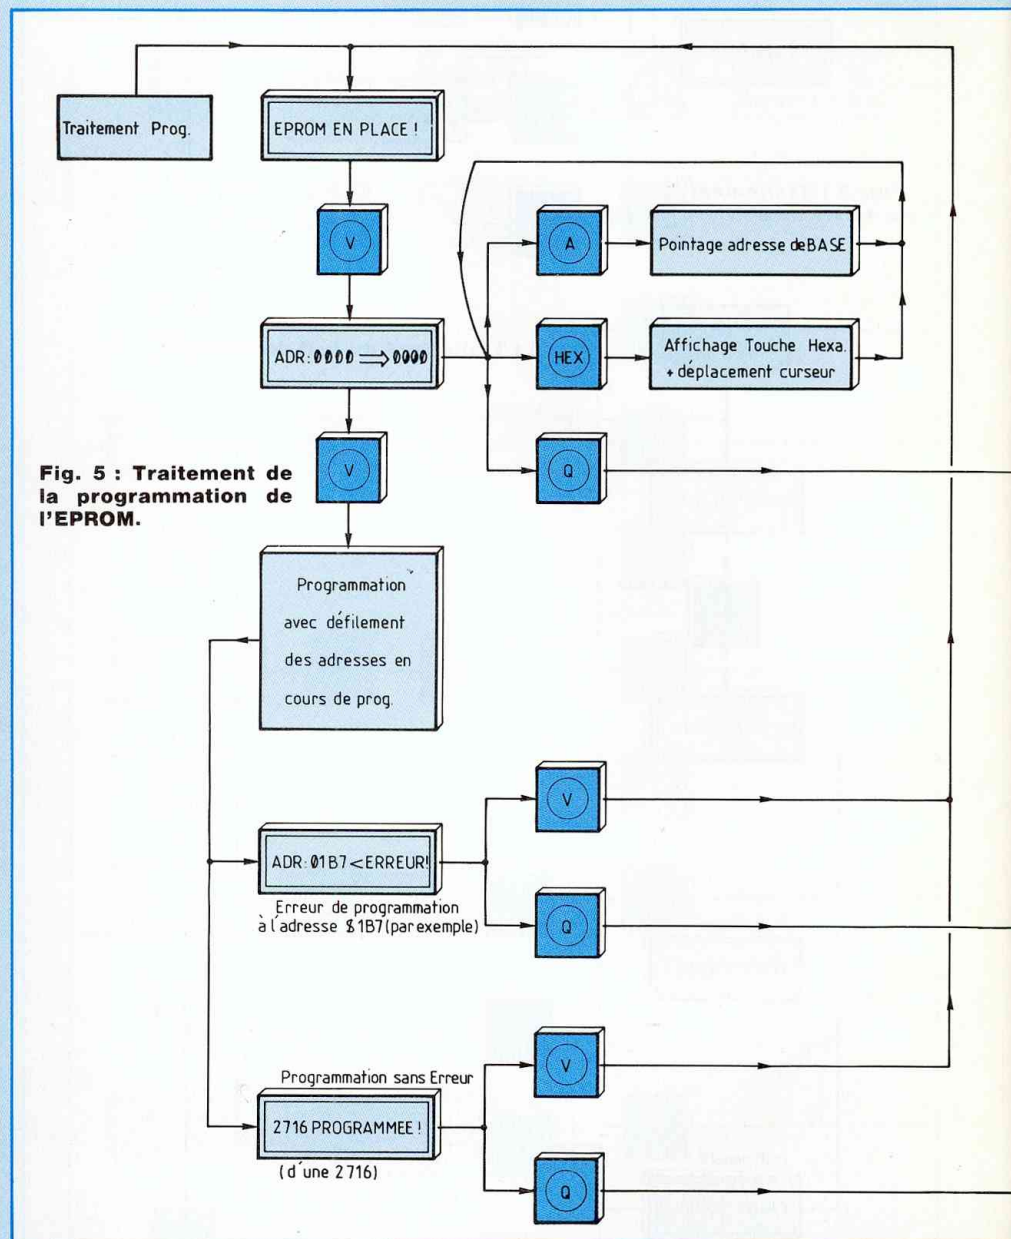 Traitement Prog.
EPROM EN PLACE !
V
A
Pointage adresse de BASE
ADR: 0000 ⟹ 0000
HEX
Affichage Touche Hexa.
+ déplacement curseur
V
Q
Fig. 5 : Traitement de
la programmation de
l'EPROM.
Programmation
avec défilement
des adresses en
cours de prog.
V
ADR: 01B7 < ERREUR!
Erreur de programmation
à l'adresse $1B7 (par exemple)
Q
V
Programmation sans Erreur
2716 PROGRAMMEE !
(d'une 2716)
Q